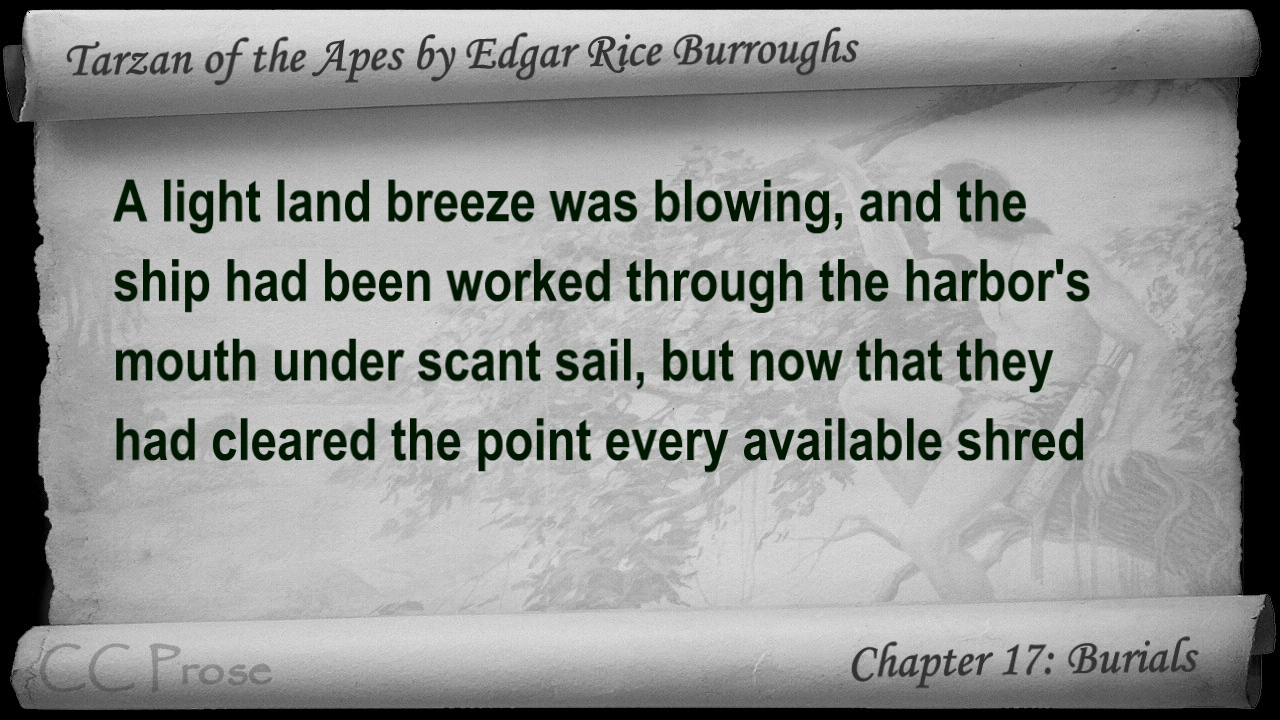 Tarzan of the Apes by Edgar Rice Burroughs
A light land breeze was blowing, and the
ship had been worked through the harbor's
mouth under scant sail, but now that they
had cleared the point every available shred
CC Prose
Chapter 17: Burials